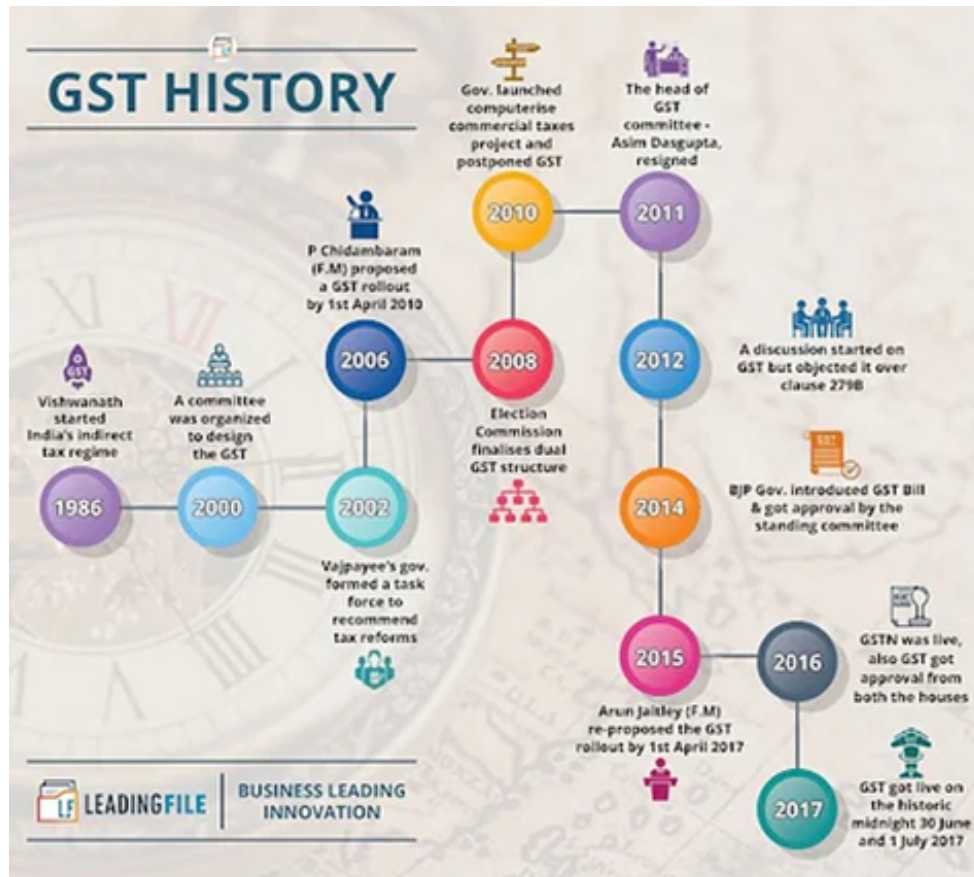 GST HISTORY
Vishwanath
started
India's indirect
tax regime
1986
A committee
was organized
to design
the GST
2000
2002
Vajpayee's gov.
formed a task
force to
recommend
tax reforms
P Chidambaram
(F.M) proposed
a GST rollout
by 1st April 2010
2006
2008
Election
Commission
finalises dual
GST structure
Gov. launched
computerise
commercial taxes
project and
postponed GST
2010
The head of
GST
committee -
Asim Dasgupta,
resigned
2011
2012
A discussion started on
GST but objected it over
clause 279B
2014
BJP Gov. introduced GST Bill
& got approval by the
standing committee
2015
Arun Jaitley (F.M)
re-proposed the GST
rollout by 1st April 2017
2016
GSTN was live,
also GST got
approval from
both the houses
2017
GST got live on
the historic
midnight 30 June
and 1 July 2017
LF LEADINGFILE
BUSINESS LEADING
INNOVATION
GST
GST